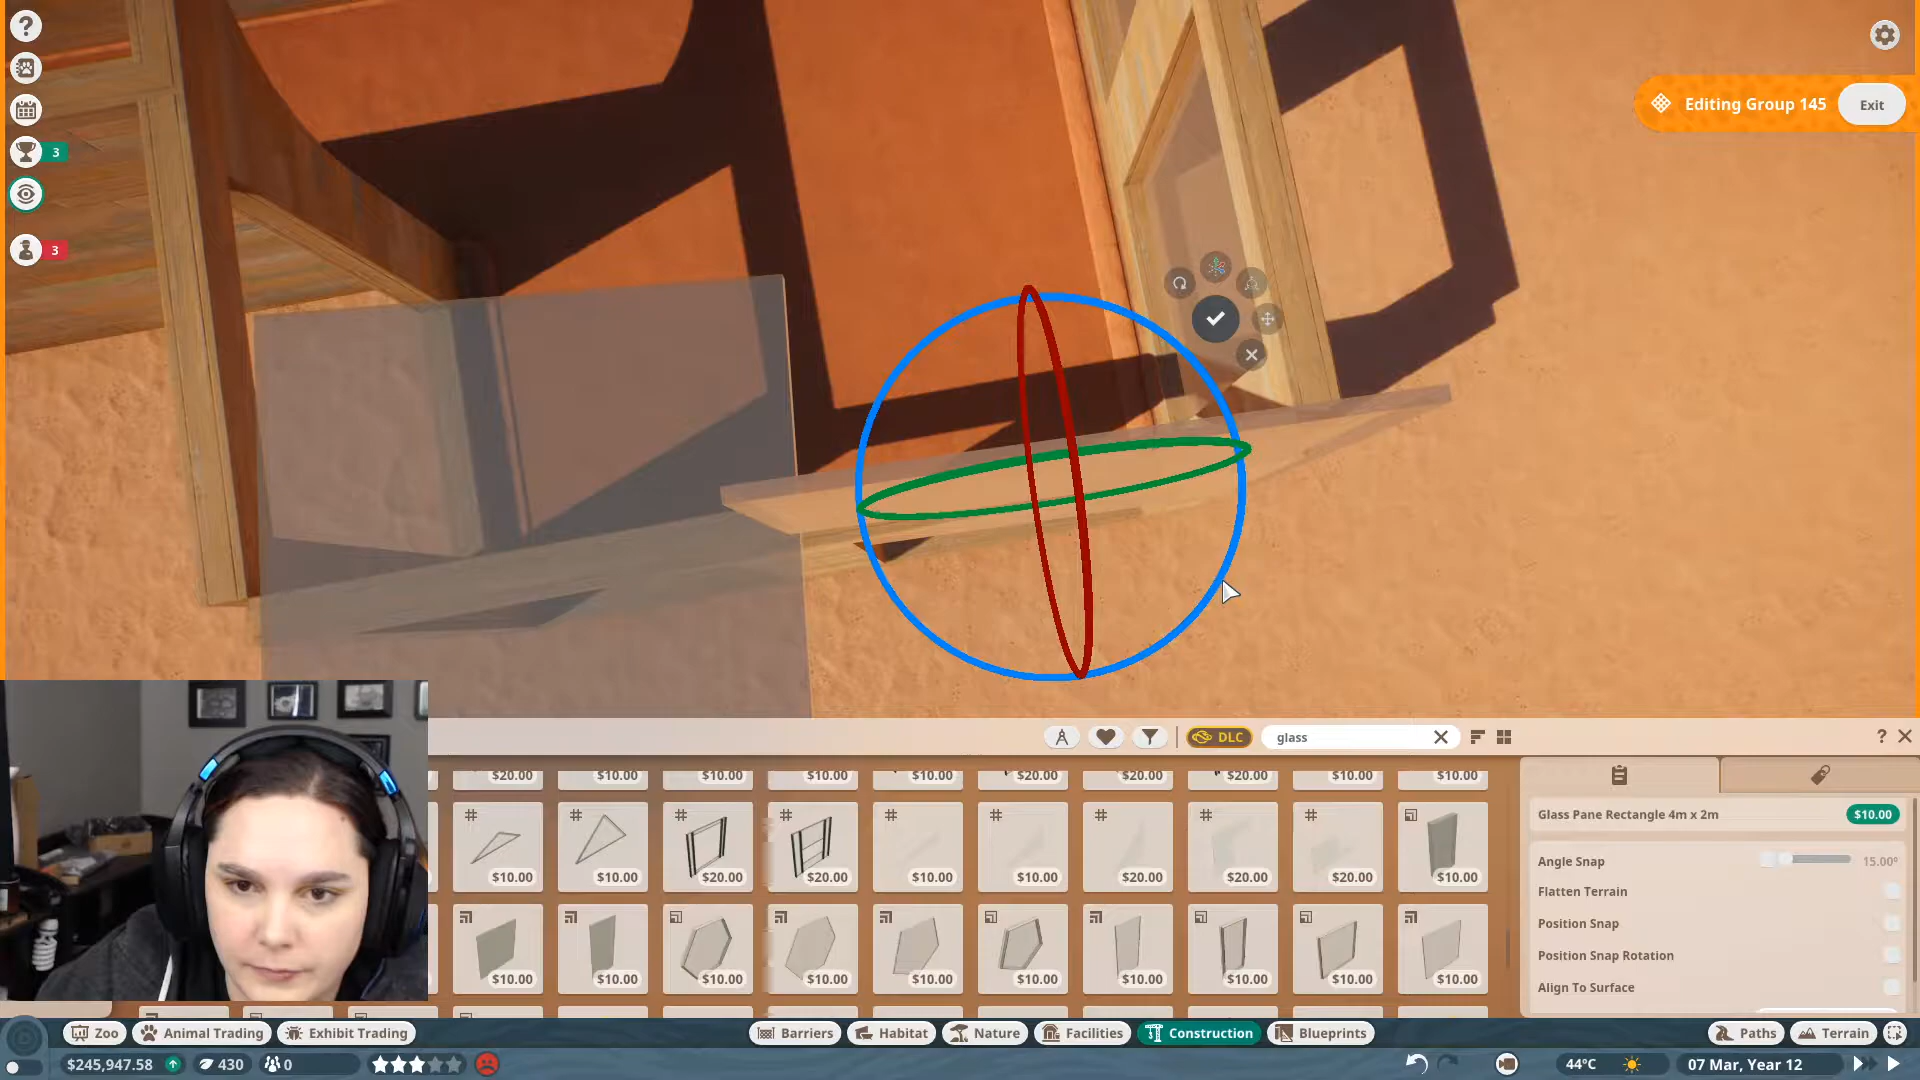 ?
Editing Group 145 Exit
3
3
DLC glass
?
$20.00 $10.00 $10.00 $10.00 $20.00 $20.00 $20.00 $20.00 $10.00 $10.00
$10.00 $10.00 $20.00 $20.00 $10.00 $10.00 $20.00 $20.00 $20.00 $10.00
$10.00 $10.00 $10.00 $10.00 $10.00 $10.00 $10.00 $10.00 $10.00 $10.00
Glass Pane Rectangle 4m x 2m $10.00
Angle Snap 15.00°
Flatten Terrain
Position Snap
Position Snap Rotation
Align To Surface
Zoo Animal Trading Exhibit Trading Barriers Habitat Nature Facilities Construction Blueprints Paths Terrain
$245,947.58 430 0 44°C 07 Mar, Year 12